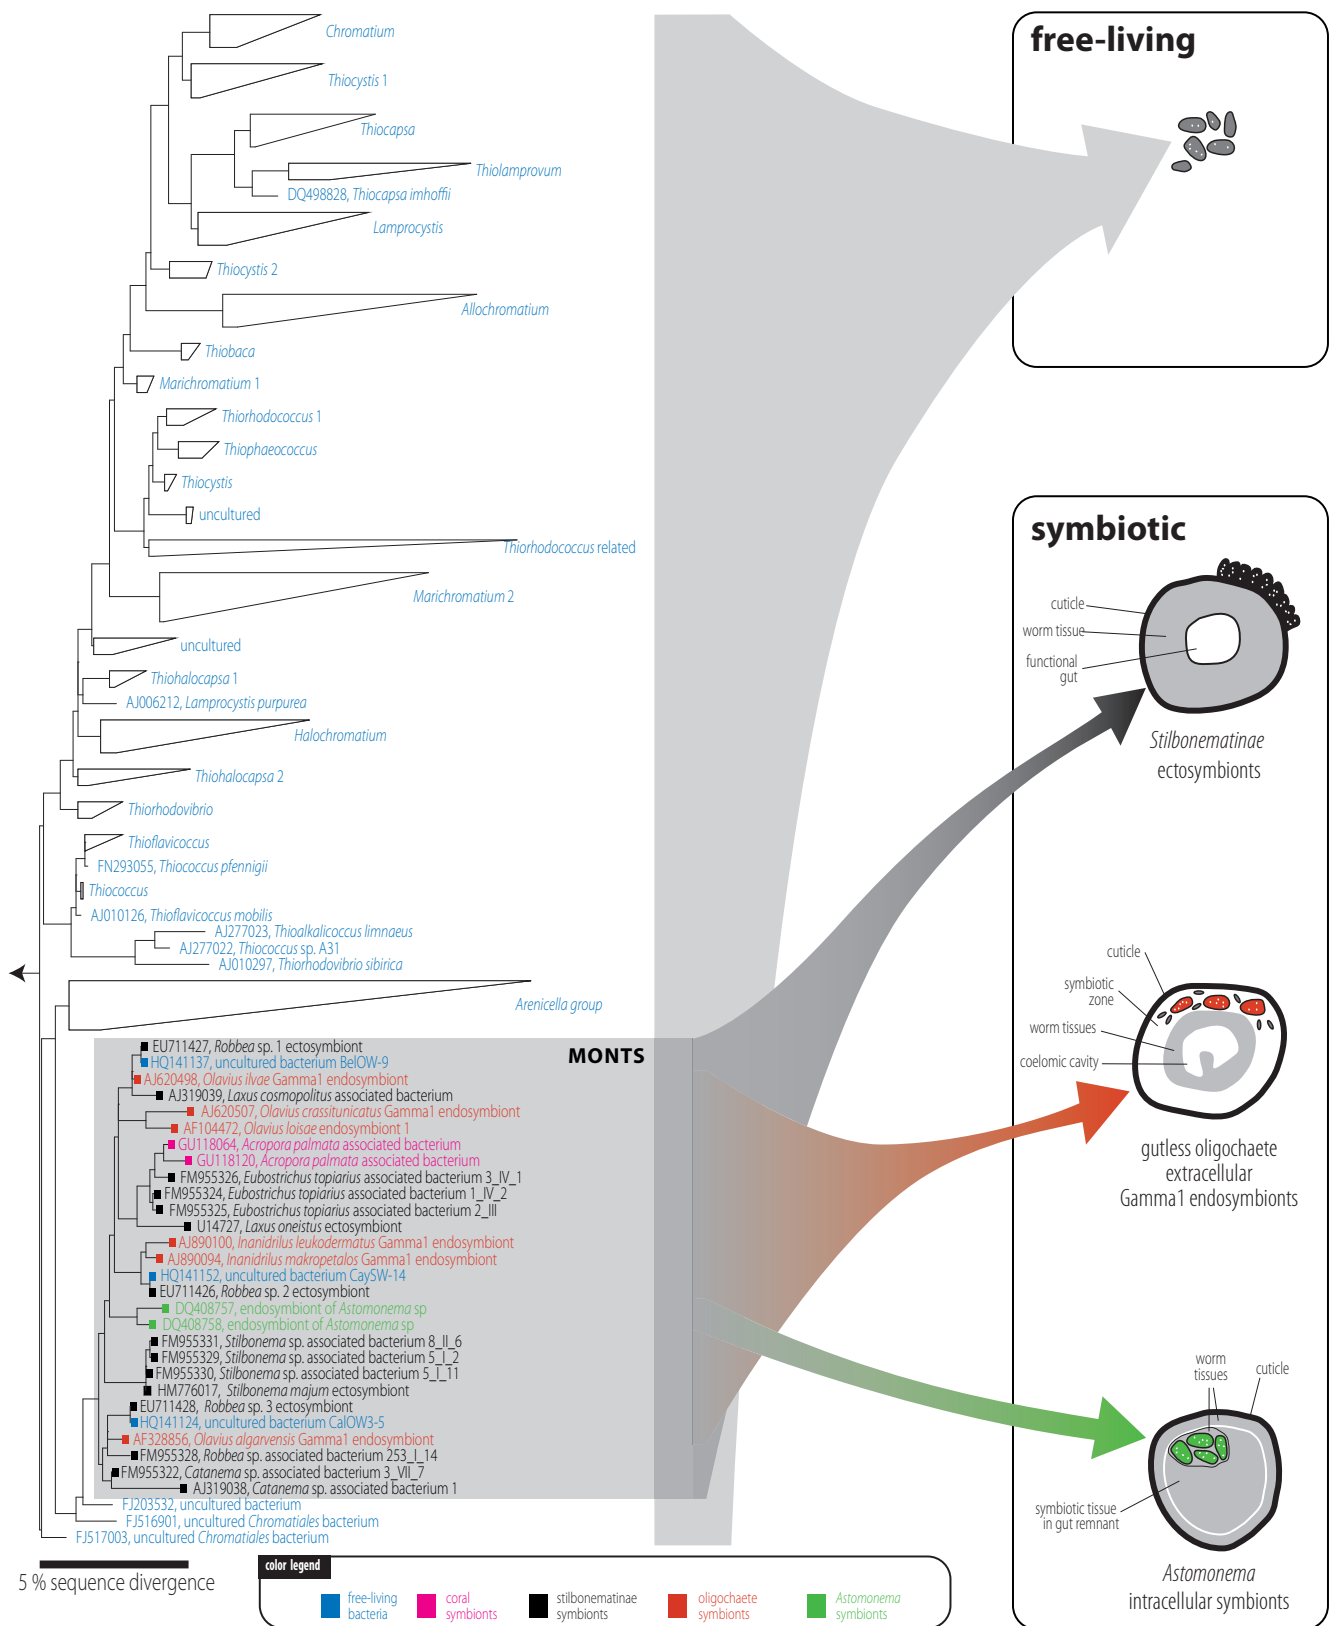 Chromatium
Thiocystis 1
Thiocapsa
Thiolamprovum
DQ498828, Thiocapsa imhoffii
Lamprocystis
Thiocystis 2
Allochromatium
Thiobaca
Marichromatium 1
Thiorhodococcus 1
Thiophaeococcus
Thiocystis
uncultured
Thiorhodococcus related
Marichromatium 2
uncultured
Thiohalocapsa 1
AJ006212, Lamprocystis purpurea
Halochromatium
Thiohalocapsa 2
Thiorhodovibrio
Thioflavicoccus
FN293055, Thiococcus pfennigii
Thiococcus
AJ010126, Thioflavicoccus mobilis
AJ277023, Thioalkalicoccus limnaeus
AJ277022, Thiococcus sp. A31
AJ010297, Thiorhodovibrio sibirica
Arenicella group
MONTS
EU711427, Robbea sp. 1 ectosymbiont
HQ141137, uncultured bacterium BelOW-9
AJ620498, Olavius ilvae Gamma1 endosymbiont
AJ319039, Laxus cosmopolitus associated bacterium
AJ620507, Olavius crassitunicatus Gamma1 endosymbiont
AF104472, Olavius loisae endosymbiont 1
GU118064, Acropora palmata associated bacterium
GU118120, Acropora palmata associated bacterium
FM955326, Eubostrichus topiarius associated bacterium 3_IV_1
FM955324, Eubostrichus topiarius associated bacterium 1_IV_2
FM955325, Eubostrichus topiarius associated bacterium 2_III
U14727, Laxus oneistus ectosymbiont
AJ890100, Inanidrilus leukodermatus Gamma1 endosymbiont
AJ890094, Inanidrilus makropetalos Gamma1 endosymbiont
HQ141152, uncultured bacterium CaySW-14
EU711426, Robbea sp. 2 ectosymbiont
DQ408757, endosymbiont of Astomonema sp
DQ408758, endosymbiont of Astomonema sp
FM955331, Stilbonema sp. associated bacterium 8_II_6
FM955329, Stilbonema sp. associated bacterium 5_I_2
FM955330, Stilbonema sp. associated bacterium 5_I_11
HM776017, Stilbonema majum ectosymbiont
EU711428, Robbea sp. 3 ectosymbiont
HQ141124, uncultured bacterium CalOW3-5
AF328856, Olavius algarvensis Gamma1 endosymbiont
FM955328, Robbea sp. associated bacterium 253_I_14
FM955322, Catanema sp. associated bacterium 3_VII_7
AJ319038, Catanema sp. associated bacterium 1
FJ203532, uncultured bacterium
FJ516901, uncultured Chromatiales bacterium
FJ517003, uncultured Chromatiales bacterium
5 % sequence divergence
color legend
free-living
bacteria
coral
symbionts
stilbonematinae
symbionts
oligochaete
symbionts
Astomonema
symbionts
free-living
symbiotic
cuticle
worm tissue
functional
gut
Stilbonematinae
ectosymbionts
cuticle
symbiotic
zone
worm tissues
coelomic cavity
gutless oligochaete
extracellular
Gamma1 endosymbionts
worm
tissues
cuticle
symbiotic tissue
in gut remnant
Astomonema
intracellular symbionts